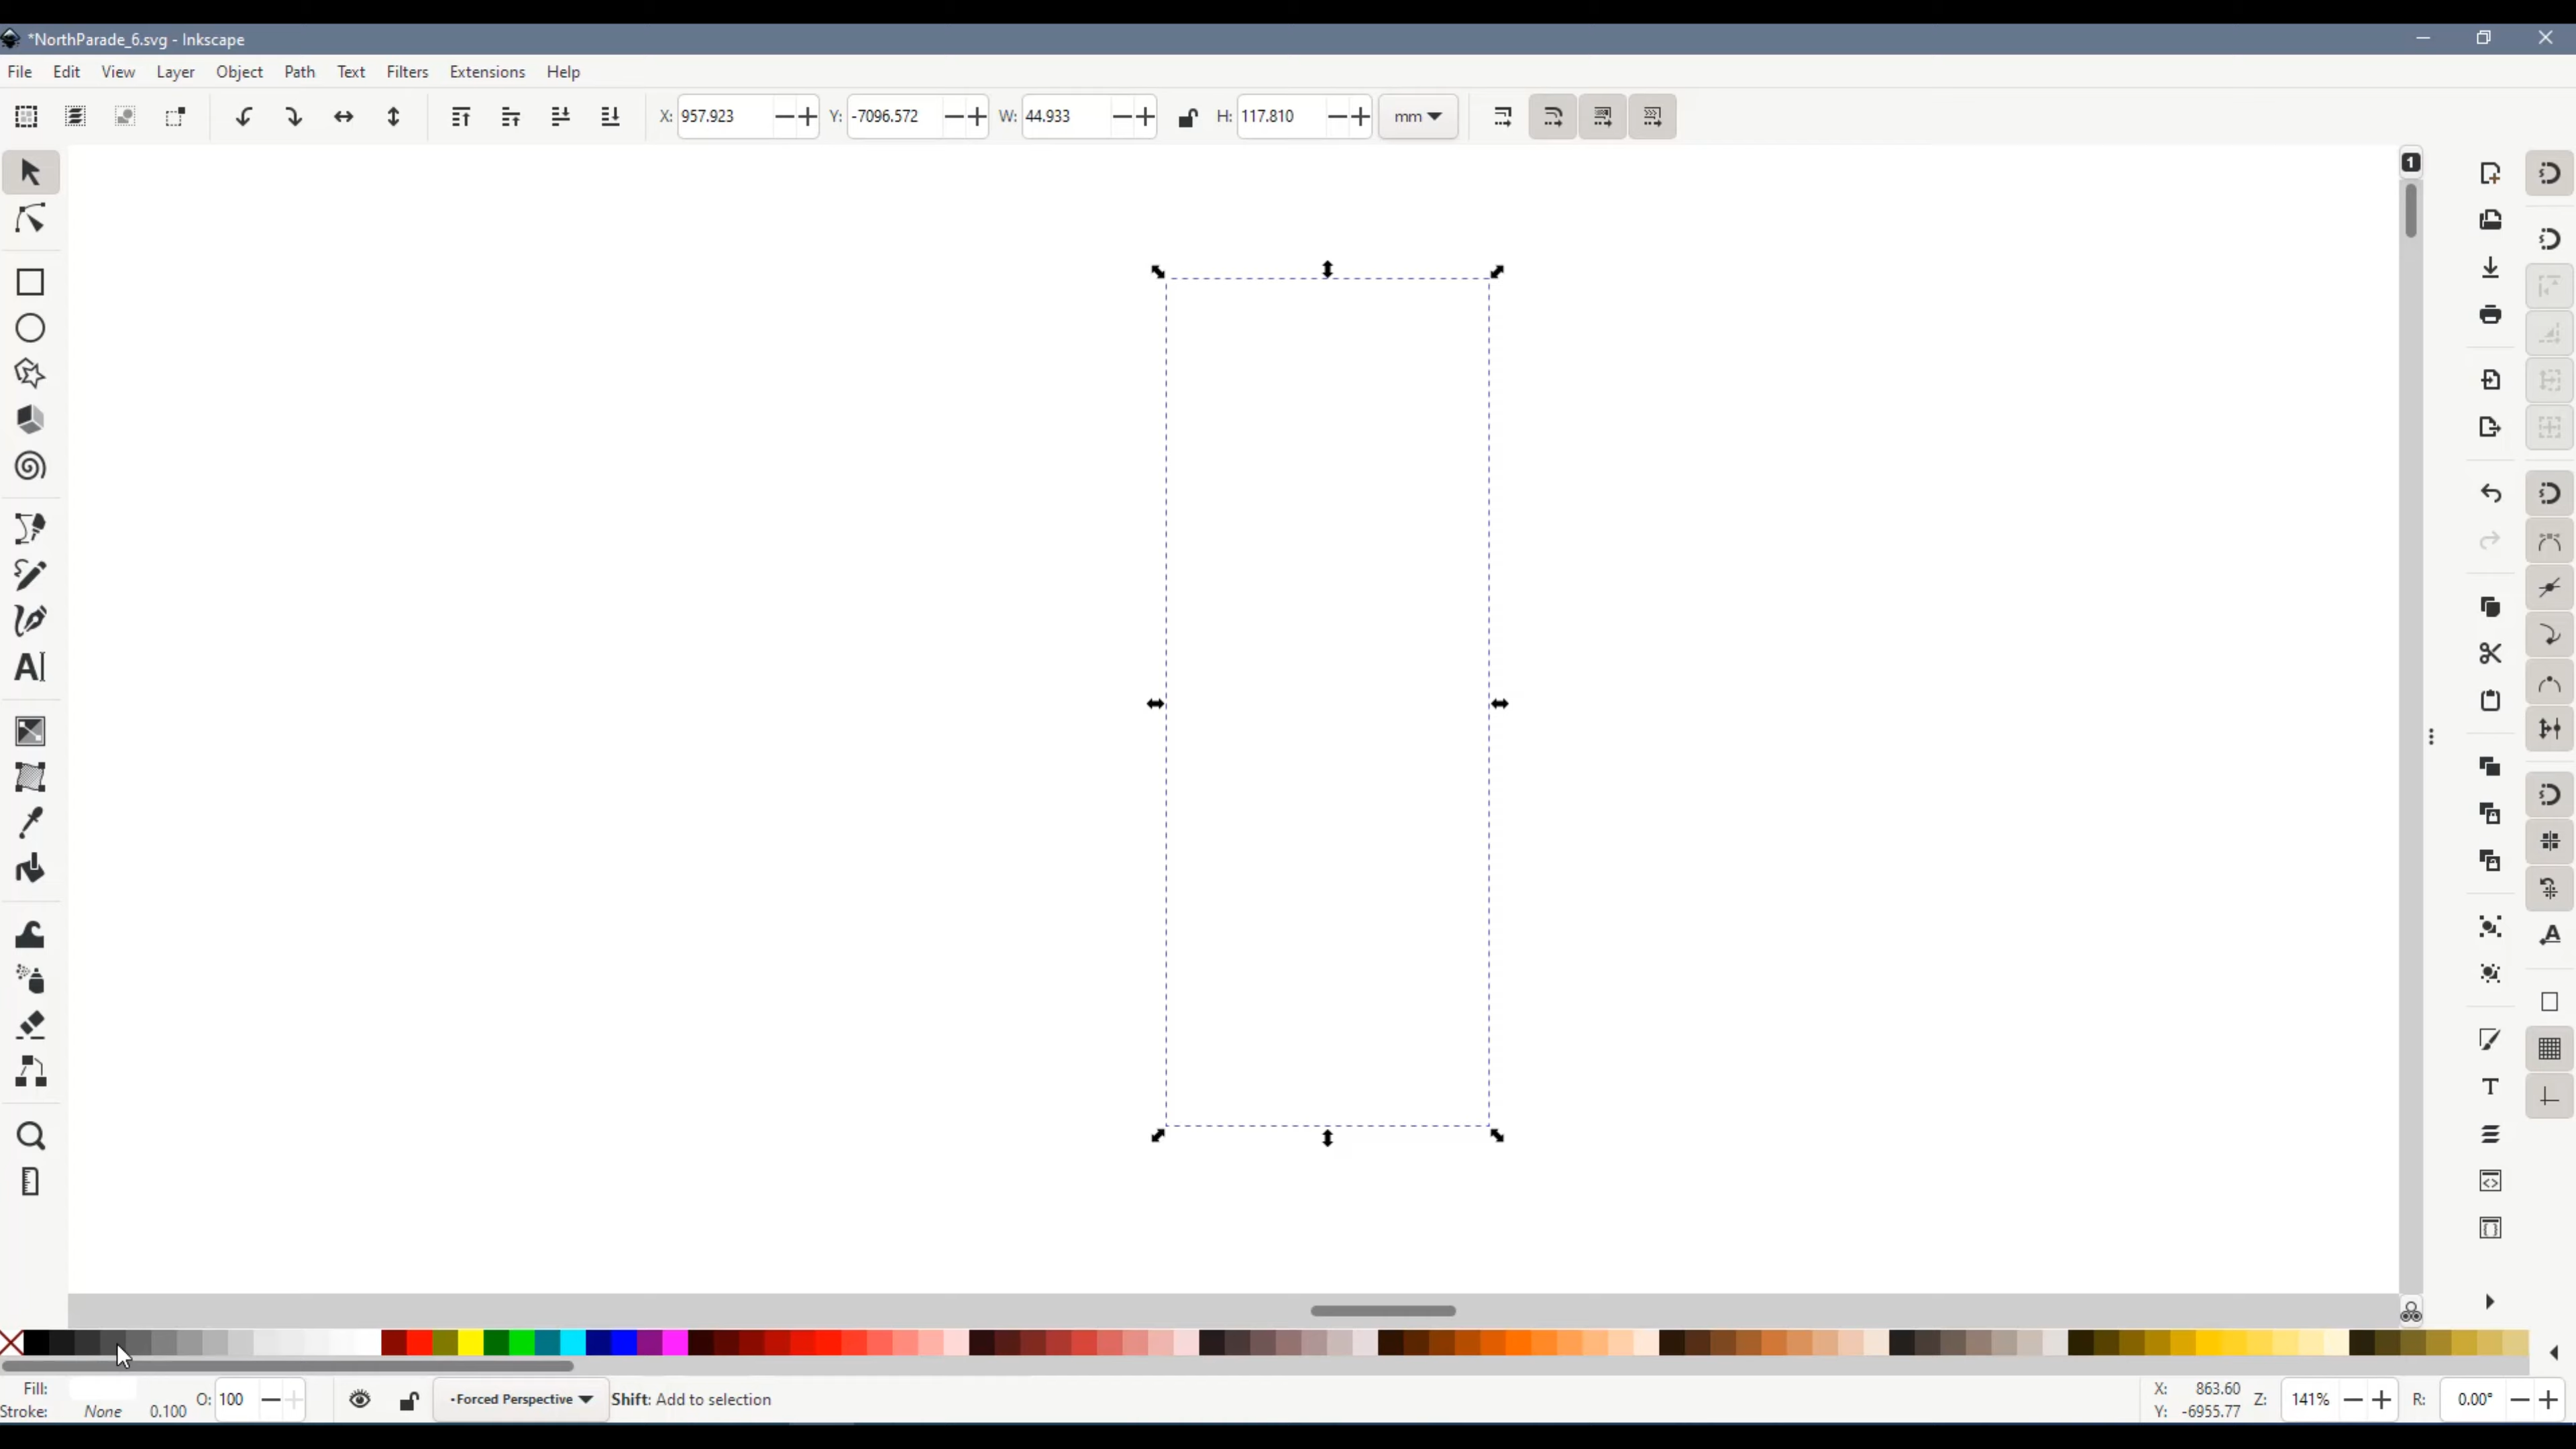 *NorthParade_6.svg - Inkscape
File Edit View Layer Object Path Text Filters Extensions Help
X: 957.923 Y: -7096.572 W: 44.933 H: 117.810 mm
1
Fill:
Stroke: None 0.100 O: 100 •Forced Perspective Shift: Add to selection
X: 863.60
Y: -6955.77
Z: 141% R: 0.00°